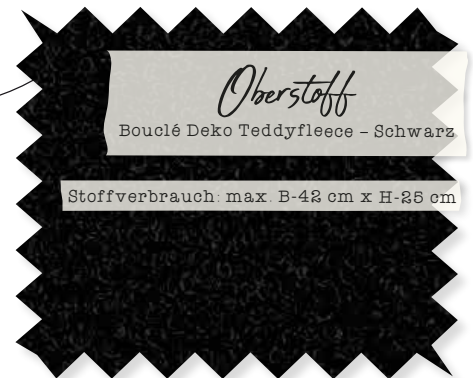 Oberstoff
Bouclé Deko Teddyfleece – Schwarz
Stoffverbrauch: max. B-42 cm x H-25 cm